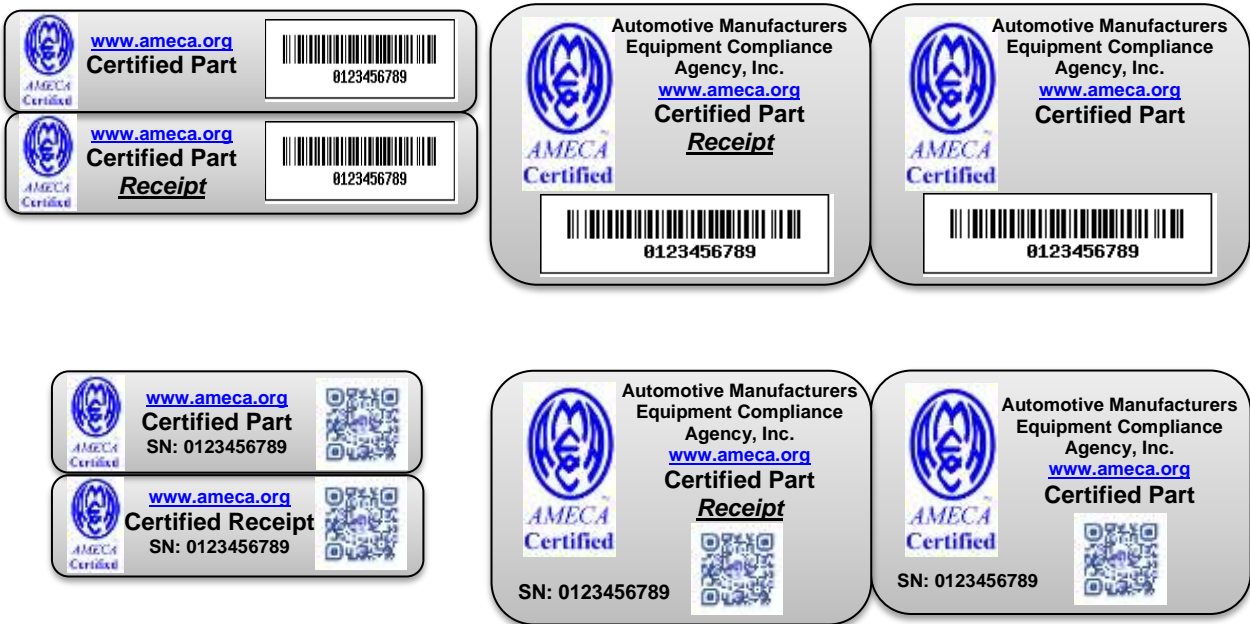 www.ameca.org
Certified Part
AMECA
Certified
0123456789
www.ameca.org
Certified Part
Receipt
AMECA
Certified
0123456789
Automotive Manufacturers
Equipment Compliance
Agency, Inc.
www.ameca.org
Certified Part
Receipt
AMECA
Certified
0123456789
Automotive Manufacturers
Equipment Compliance
Agency, Inc.
www.ameca.org
Certified Part
AMECA
Certified
0123456789
www.ameca.org
Certified Part
SN: 0123456789
AMECA
Certified
www.ameca.org
Certified Receipt
SN: 0123456789
AMECA
Certified
Automotive Manufacturers
Equipment Compliance
Agency, Inc.
www.ameca.org
Certified Part
Receipt
AMECA
Certified
SN: 0123456789
Automotive Manufacturers
Equipment Compliance
Agency, Inc.
www.ameca.org
Certified Part
AMECA
Certified
SN: 0123456789